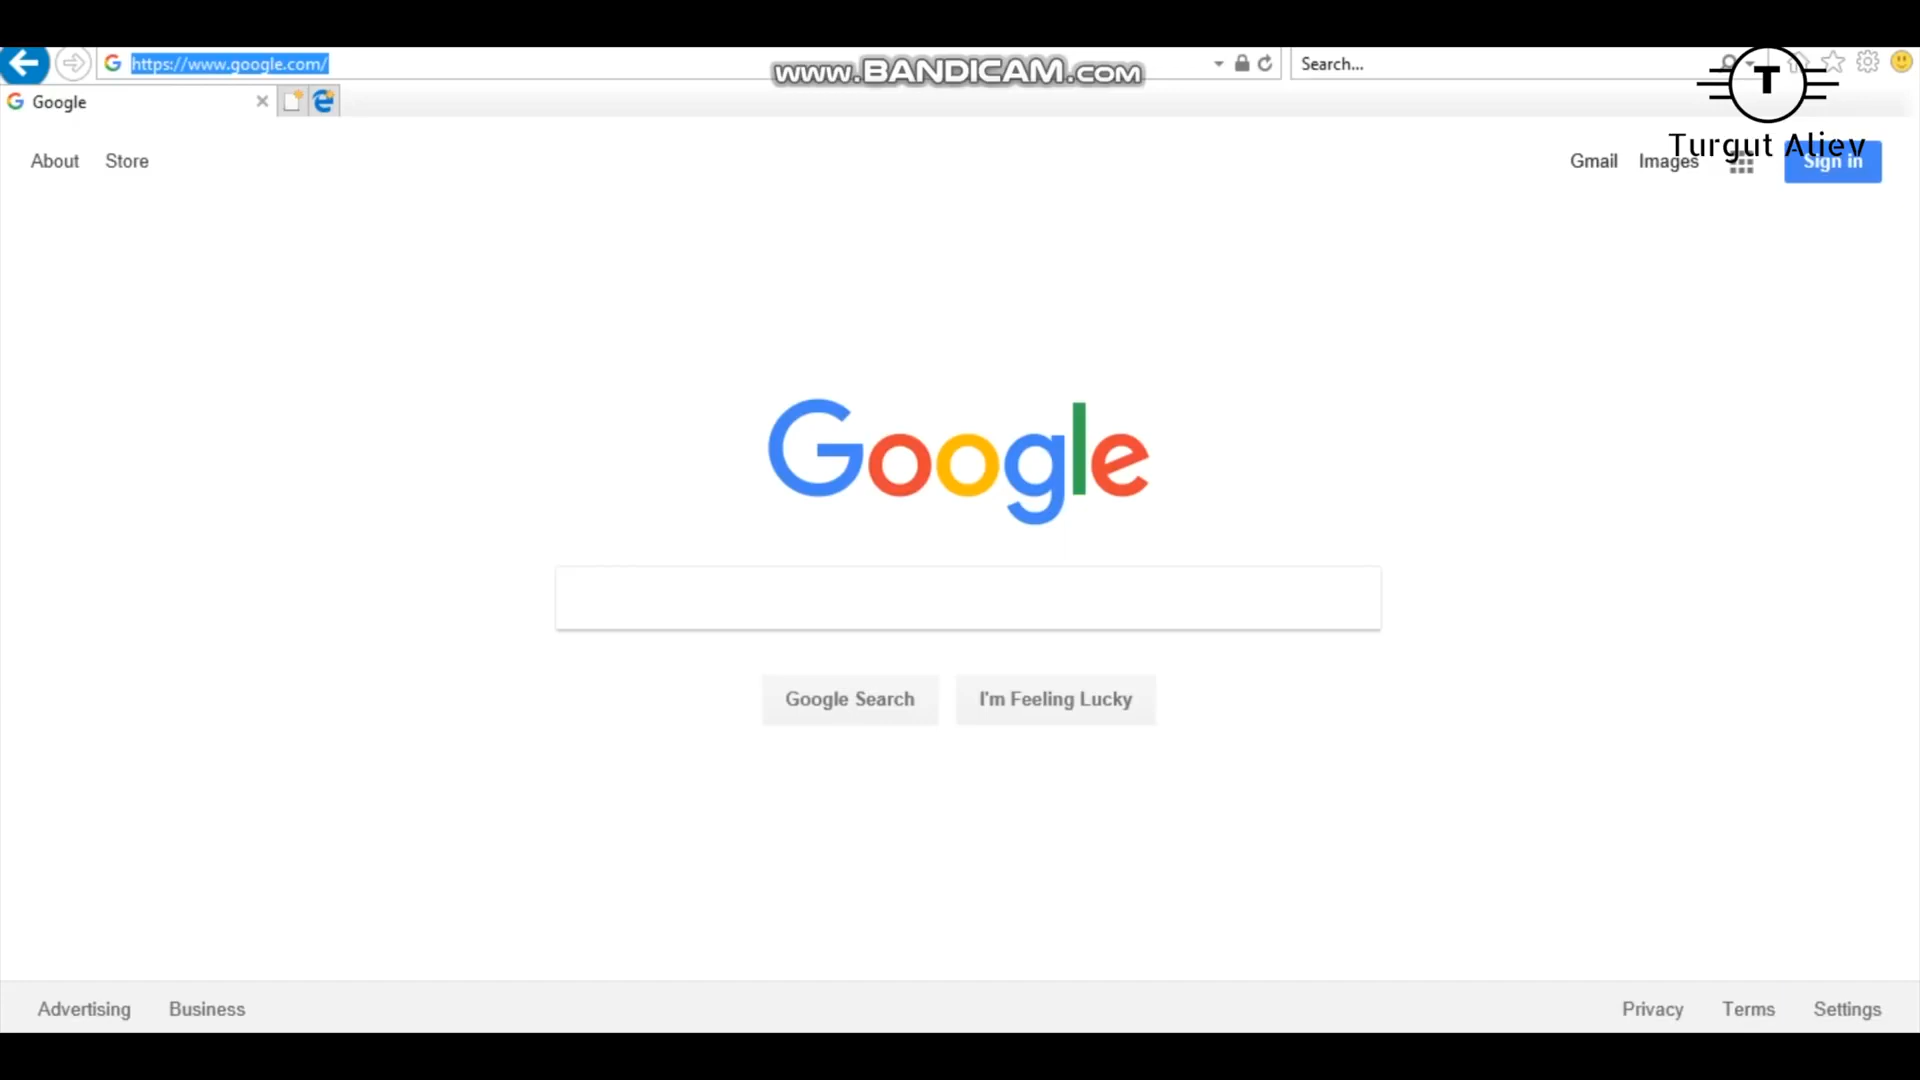 https://www.google.com/
www.BANDICAM.com
Search...
T
Google
Turgut Aliev
About Store
Gmail Images Sign in
Google
Google Search I'm Feeling Lucky
Advertising Business
Privacy Terms Settings